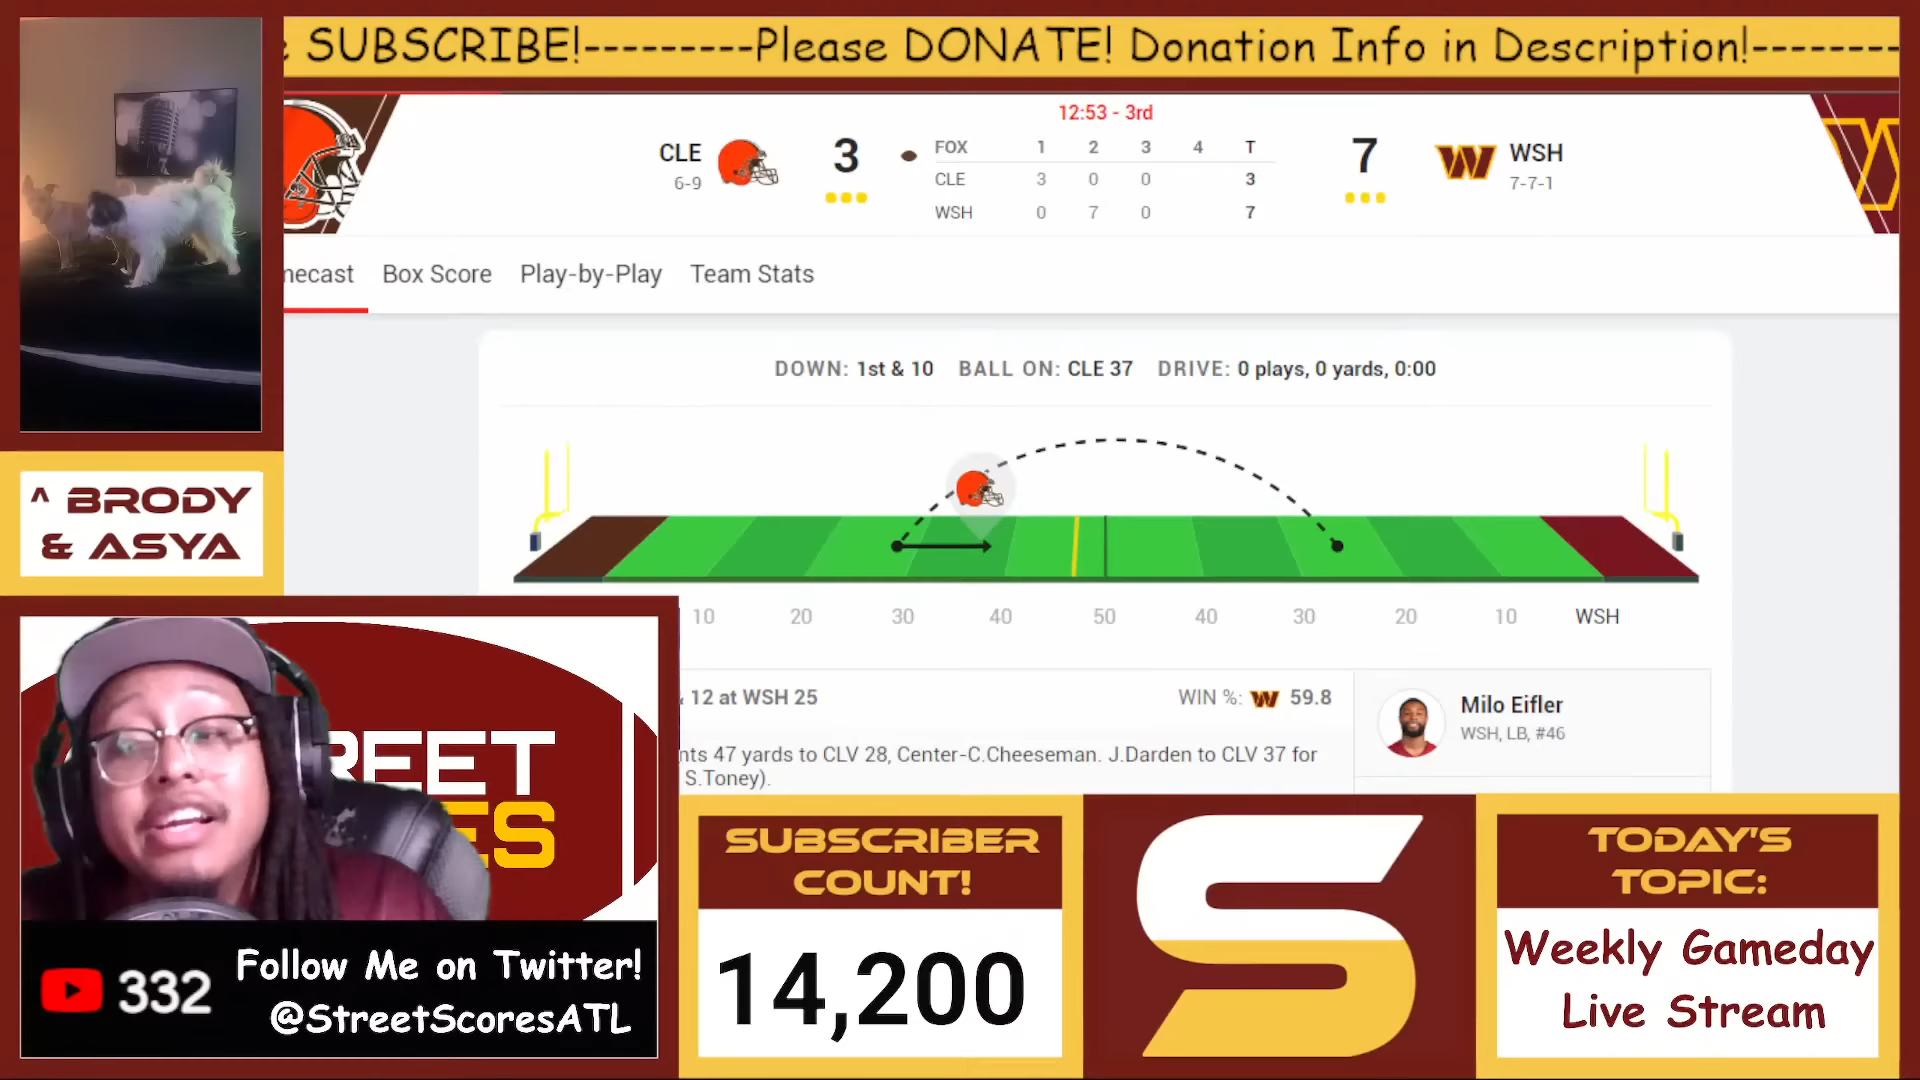 SUBSCRIBE!---------Please DONATE! Donation Info in Description!-------
12:53 - 3rd
CLE
6-9
3
FOX 1 2 3 4 T
CLE 3 0 0 3
WSH 0 7 0 7
7
WSH
7-7-1
necast Box Score Play-by-Play Team Stats
DOWN: 1st & 10 BALL ON: CLE 37 DRIVE: 0 plays, 0 yards, 0:00
^ BRODY
& ASYA
10 20 30 40 50 40 30 20 10 WSH
12 at WSH 25
WIN %: W 59.8
nts 47 yards to CLV 28, Center-C.Cheeseman. J.Darden to CLV 37 for
S.Toney).
Milo Eifler
WSH, LB, #46
REET
ES
332
Follow Me on Twitter!
@StreetScoresATL
SUBSCRIBER
COUNT!
14,200
S
TODAY'S
TOPIC:
Weekly Gameday
Live Stream